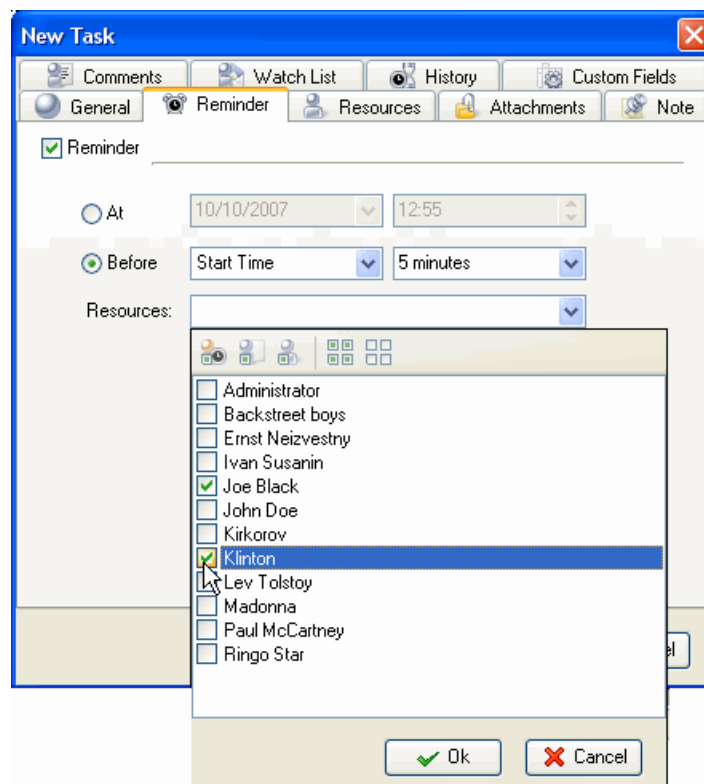 New Task
Comments Watch List History Custom Fields
General Reminder Resources Attachments Note
Reminder
At 10/10/2007 12:55
Before Start Time 5 minutes
Resources:
Administrator
Backstreet boys
Ernst Neizvestny
Ivan Susanin
Joe Black
John Doe
Kirkorov
Klinton
Lev Tolstoy
Madonna
Paul McCartney
Ringo Star
Ok Cancel